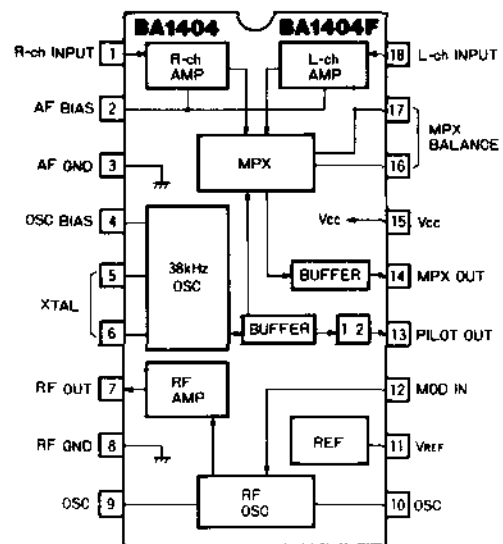 BA1404 BA1404F
R-ch INPUT 1 R-ch AMP L-ch AMP 18 L-ch INPUT
AF BIAS 2 17
MPX BALANCE
AF GND 3 MPX 16
OSC BIAS 4 Vcc 15 Vcc
XTAL 5 38kHz OSC BUFFER 14 MPX OUT
6 BUFFER 1 2 13 PILOT OUT
RF OUT 7 RF AMP 12 MOD IN
RF GND 8 REF 11 VREF
OSC 9 RF OSC 10 OSC